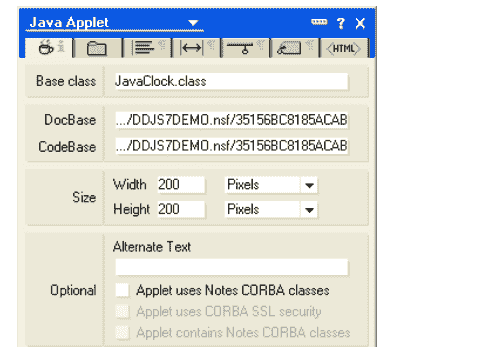 Java Applet
? X
i
<HTML>
Base class JavaClock.class
DocBase .../DDJS7DEMO.nsf/35156BC8185ACAB
CodeBase .../DDJS7DEMO.nsf/35156BC8185ACAB
Size
Width 200 Pixels
Height 200 Pixels
Alternate Text
Optional
Applet uses Notes CORBA classes
Applet uses CORBA SSL security
Applet contains Notes CORBA classes